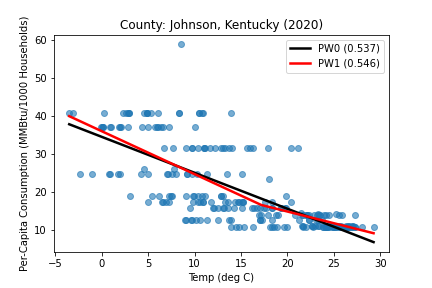 County: Johnson, Kentucky (2020)
Per-Capita Consumption (MMBtu/1000 Households)
60
50
40
30
20
10
PW0 (0.537)
PW1 (0.546)
−5
0
5
10
15
20
25
30
Temp (deg C)